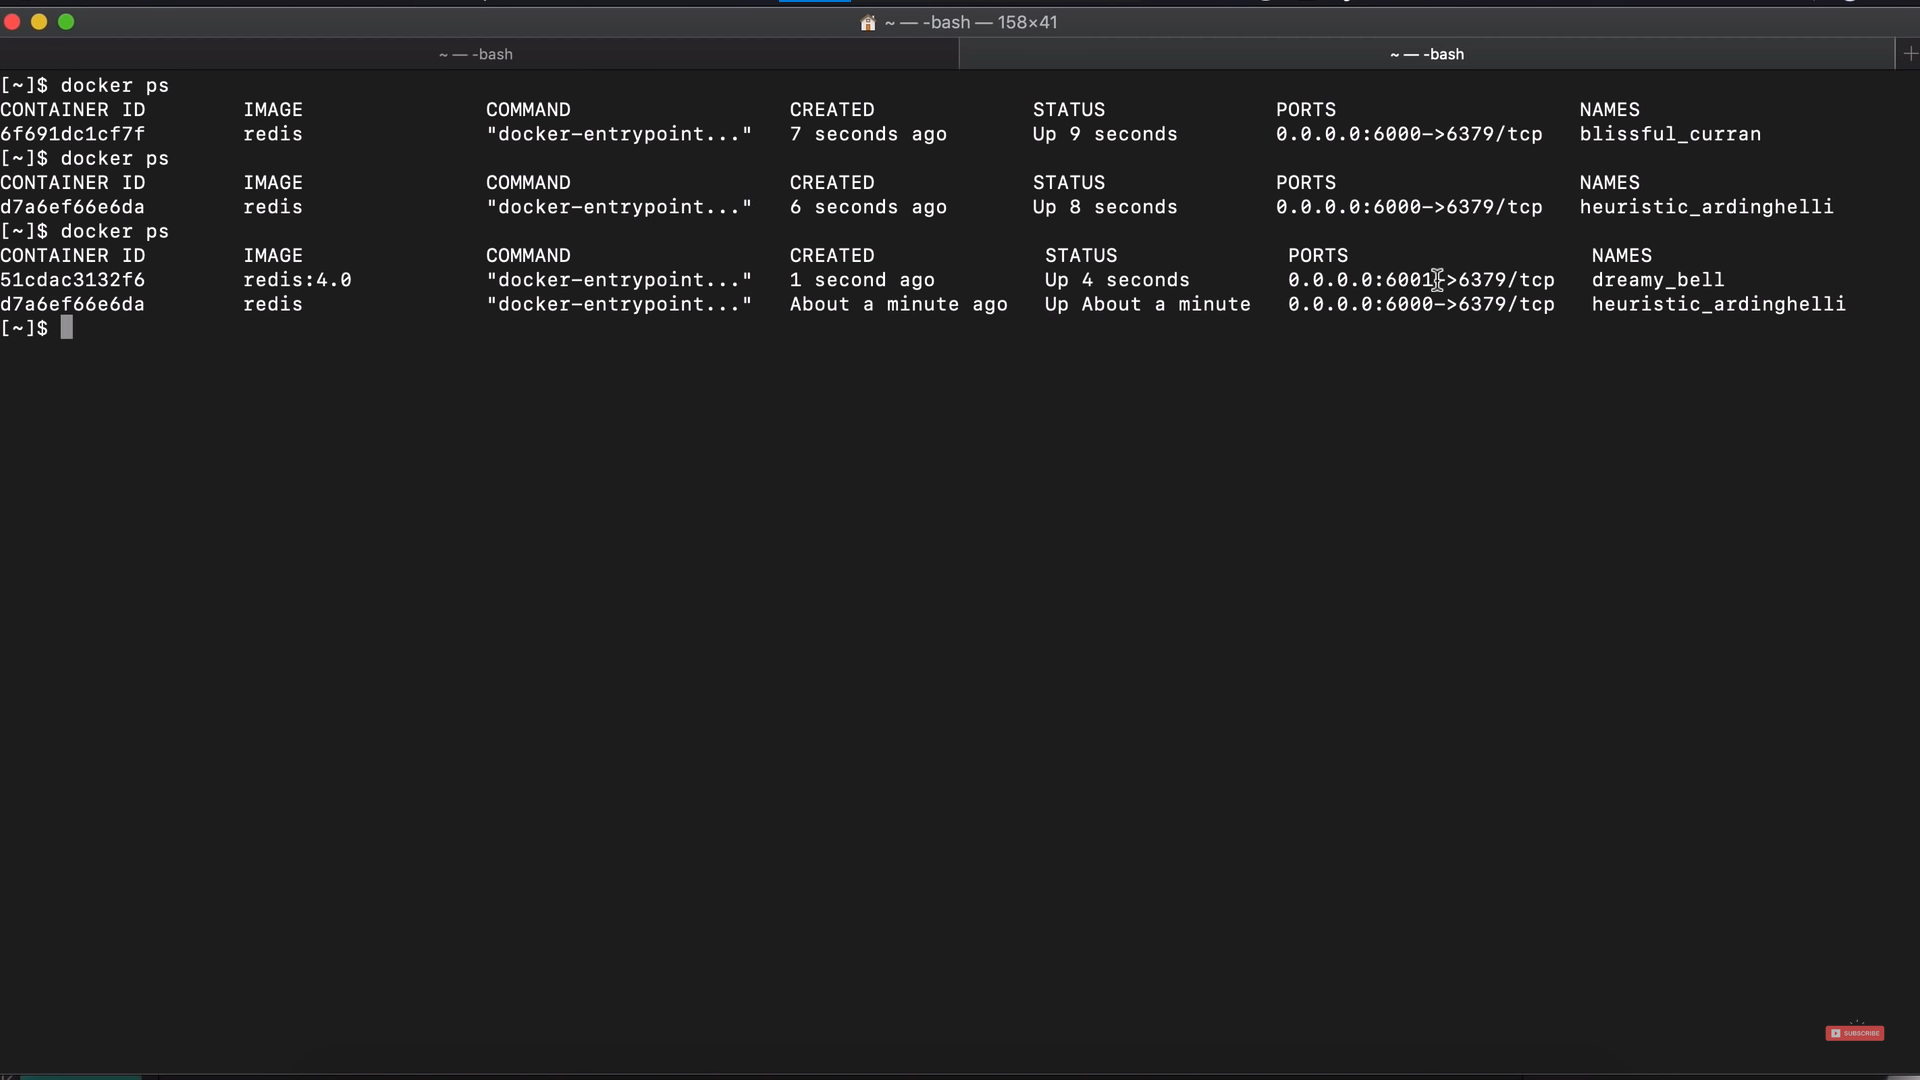 ~ — -bash — 158×41
~ — -bash
~ — -bash
[~]$ docker ps
CONTAINER ID IMAGE COMMAND CREATED STATUS PORTS NAMES
6f691dc1cf7f redis "docker-entrypoint..." 7 seconds ago Up 9 seconds 0.0.0.0:6000->6379/tcp blissful_curran
[~]$ docker ps
CONTAINER ID IMAGE COMMAND CREATED STATUS PORTS NAMES
d7a6ef66e6da redis "docker-entrypoint..." 6 seconds ago Up 8 seconds 0.0.0.0:6000->6379/tcp heuristic_ardinghelli
[~]$ docker ps
CONTAINER ID IMAGE COMMAND CREATED STATUS PORTS NAMES
51cdac3132f6 redis:4.0 "docker-entrypoint..." 1 second ago Up 4 seconds 0.0.0.0:6001->6379/tcp dreamy_bell
d7a6ef66e6da redis "docker-entrypoint..." About a minute ago Up About a minute 0.0.0.0:6000->6379/tcp heuristic_ardinghelli
[~]$
SUBSCRIBE